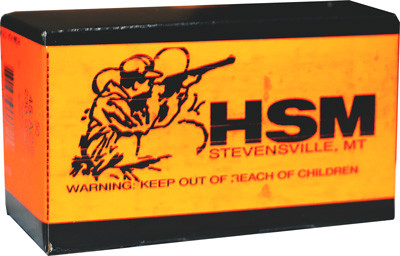 HSM
STEVENSVILLE, MT
WARNING: KEEP OUT OF REACH OF CHILDREN